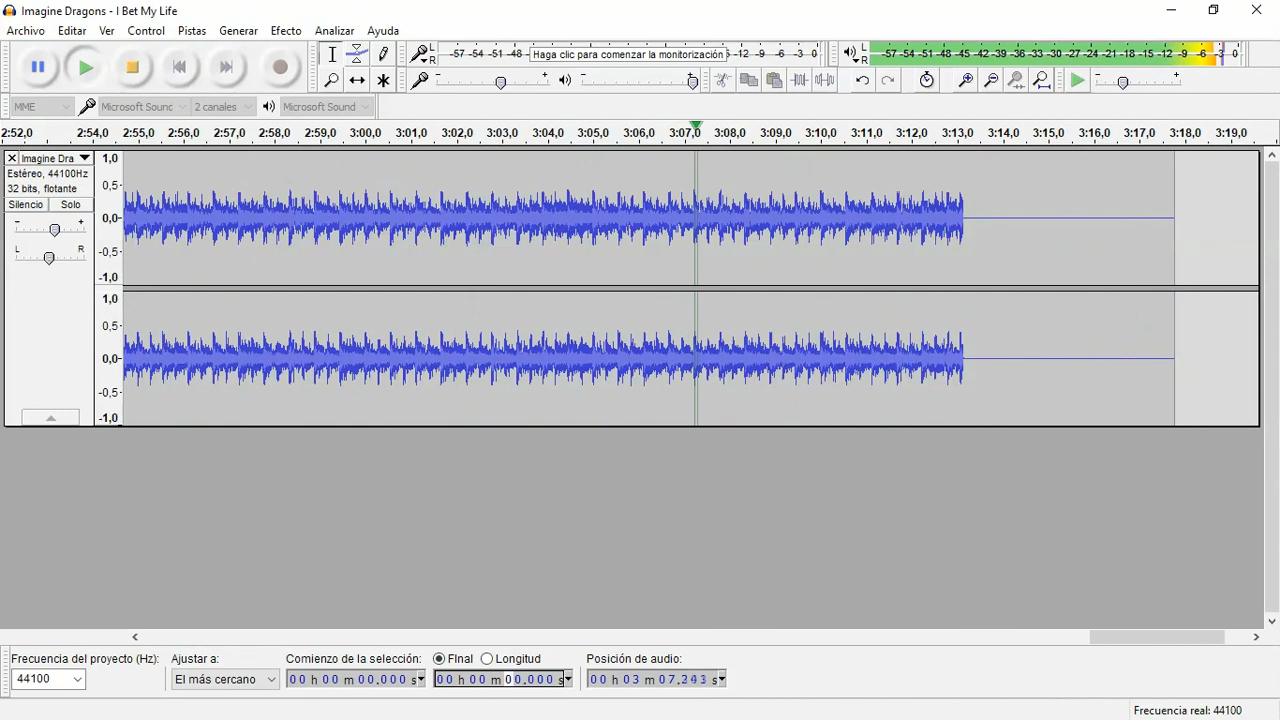 Imagine Dragons - I Bet My Life
Archivo Editar Ver Control Pistas Generar Efecto Analizar Ayuda
L R -57 -54 -51 -48 Haga clic para comenzar la monitorización -12 -9 -6 -3 0 L R -57 -54 -51 -48 -45 -42 -39 -36 -33 -30 -27 -24 -21 -18 -15 -12 -9 -6 -3 0
- + - + - +
MME Microsoft Sounc 2 canales Microsoft Sound
2:52,0 2:54,0 2:55,0 2:56,0 2:57,0 2:58,0 2:59,0 3:00,0 3:01,0 3:02,0 3:03,0 3:04,0 3:05,0 3:06,0 3:07,0 3:08,0 3:09,0 3:10,0 3:11,0 3:12,0 3:13,0 3:14,0 3:15,0 3:16,0 3:17,0 3:18,0 3:19,0
Imagine Dra
Estéreo, 44100Hz
32 bits, flotante
Silencio Solo
- +
L R
1,0
0,5
0,0
-0,5
-1,0
1,0
0,5
0,0
-0,5
-1,0
Frecuencia del proyecto (Hz): Ajustar a: Comienzo de la selección: FInal Longitud Posición de audio:
44100 El más cercano 00 h 00 m 00.000 s 00 h 00 m 00.000 s 00 h 03 m 07.243 s
Frecuencia real: 44100